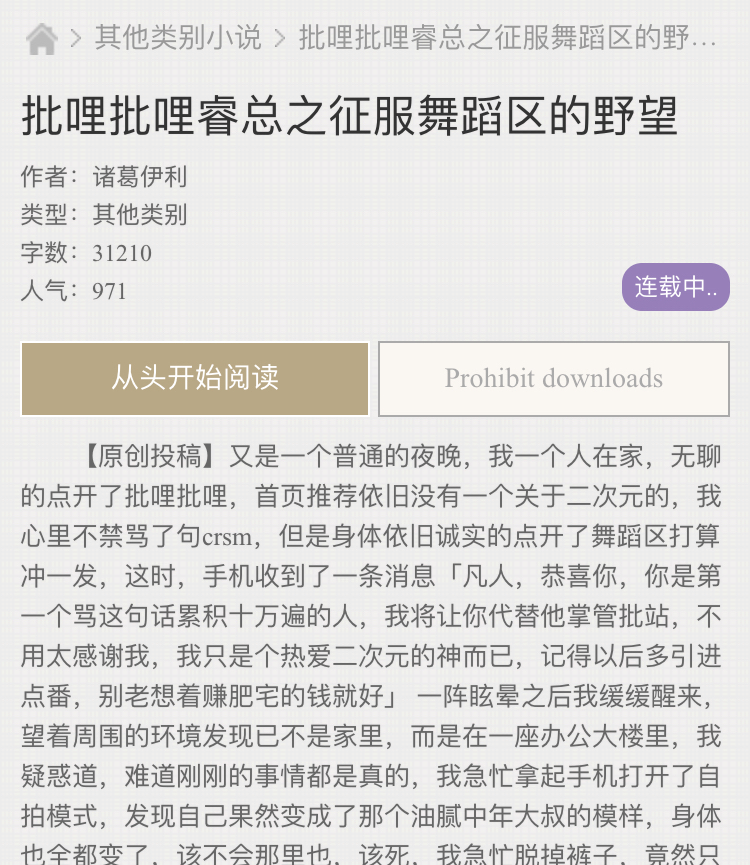 其他类别小说 批哩批哩睿总之征服舞蹈区的野…
批哩批哩睿总之征服舞蹈区的野望
作者：诸葛伊利
类型：其他类别
字数：31210
人气：971
连载中..
从头开始阅读 Prohibit downloads
【原创投稿】又是一个普通的夜晚，我一个人在家，无聊
的点开了批哩批哩，首页推荐依旧没有一个关于二次元的，我
心里不禁骂了句crsm，但是身体依旧诚实的点开了舞蹈区打算
冲一发，这时，手机收到了一条消息「凡人，恭喜你，你是第
一个骂这句话累积十万遍的人，我将让你代替他掌管批站，不
用太感谢我，我只是个热爱二次元的神而已，记得以后多引进
点番，别老想着赚肥宅的钱就好」 一阵眩晕之后我缓缓醒来，
望着周围的环境发现已不是家里，而是在一座办公大楼里，我
疑惑道，难道刚刚的事情都是真的，我急忙拿起手机打开了自
拍模式，发现自己果然变成了那个油腻中年大叔的模样，身体
也全都变了，该不会那里也，该死，我急忙脱掉裤子，竟然只